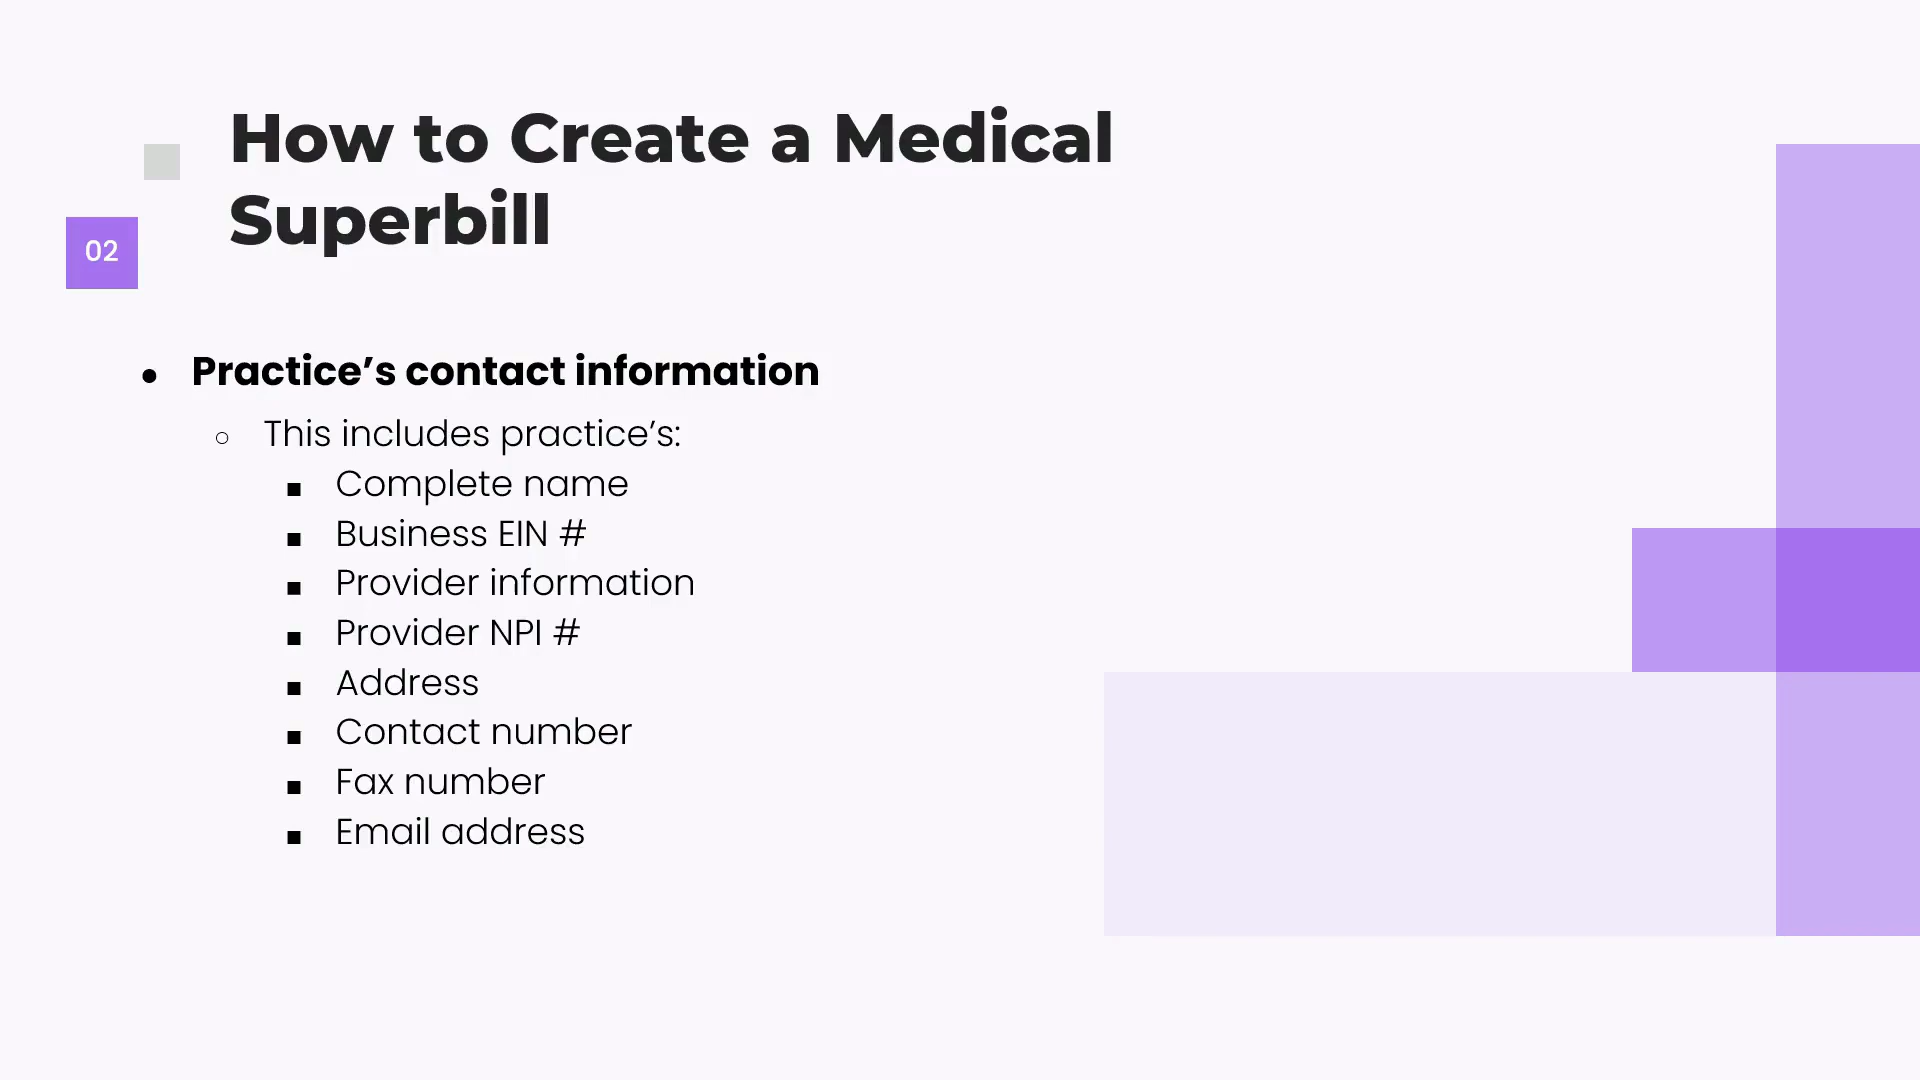 How to Create a Medical
Superbill
02
● Practice’s contact information
○ This includes practice’s:
■ Complete name
■ Business EIN #
■ Provider information
■ Provider NPI #
■ Address
■ Contact number
■ Fax number
■ Email address